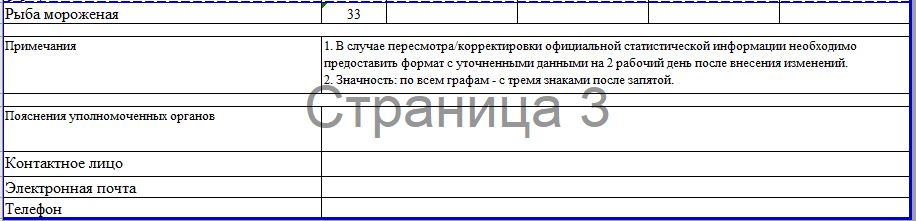 Рыба мороженая 33
Примечания
1. В случае пересмотра/корректировки официальной статистической информации необходимо
предоставить формат с уточненными данными на 2 рабочий день после внесения изменений.
2. Значность: по всем графам - с тремя знаками после запятой.
Страница 3
Пояснения уполномоченных органов
Контактное лицо
Электронная почта
Телефон